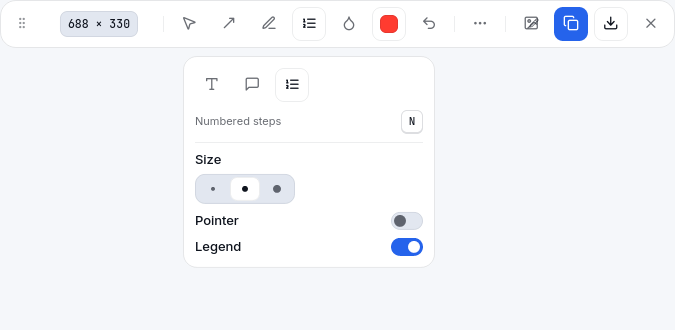 688 × 330
Numbered steps
N
Size
Pointer
Legend